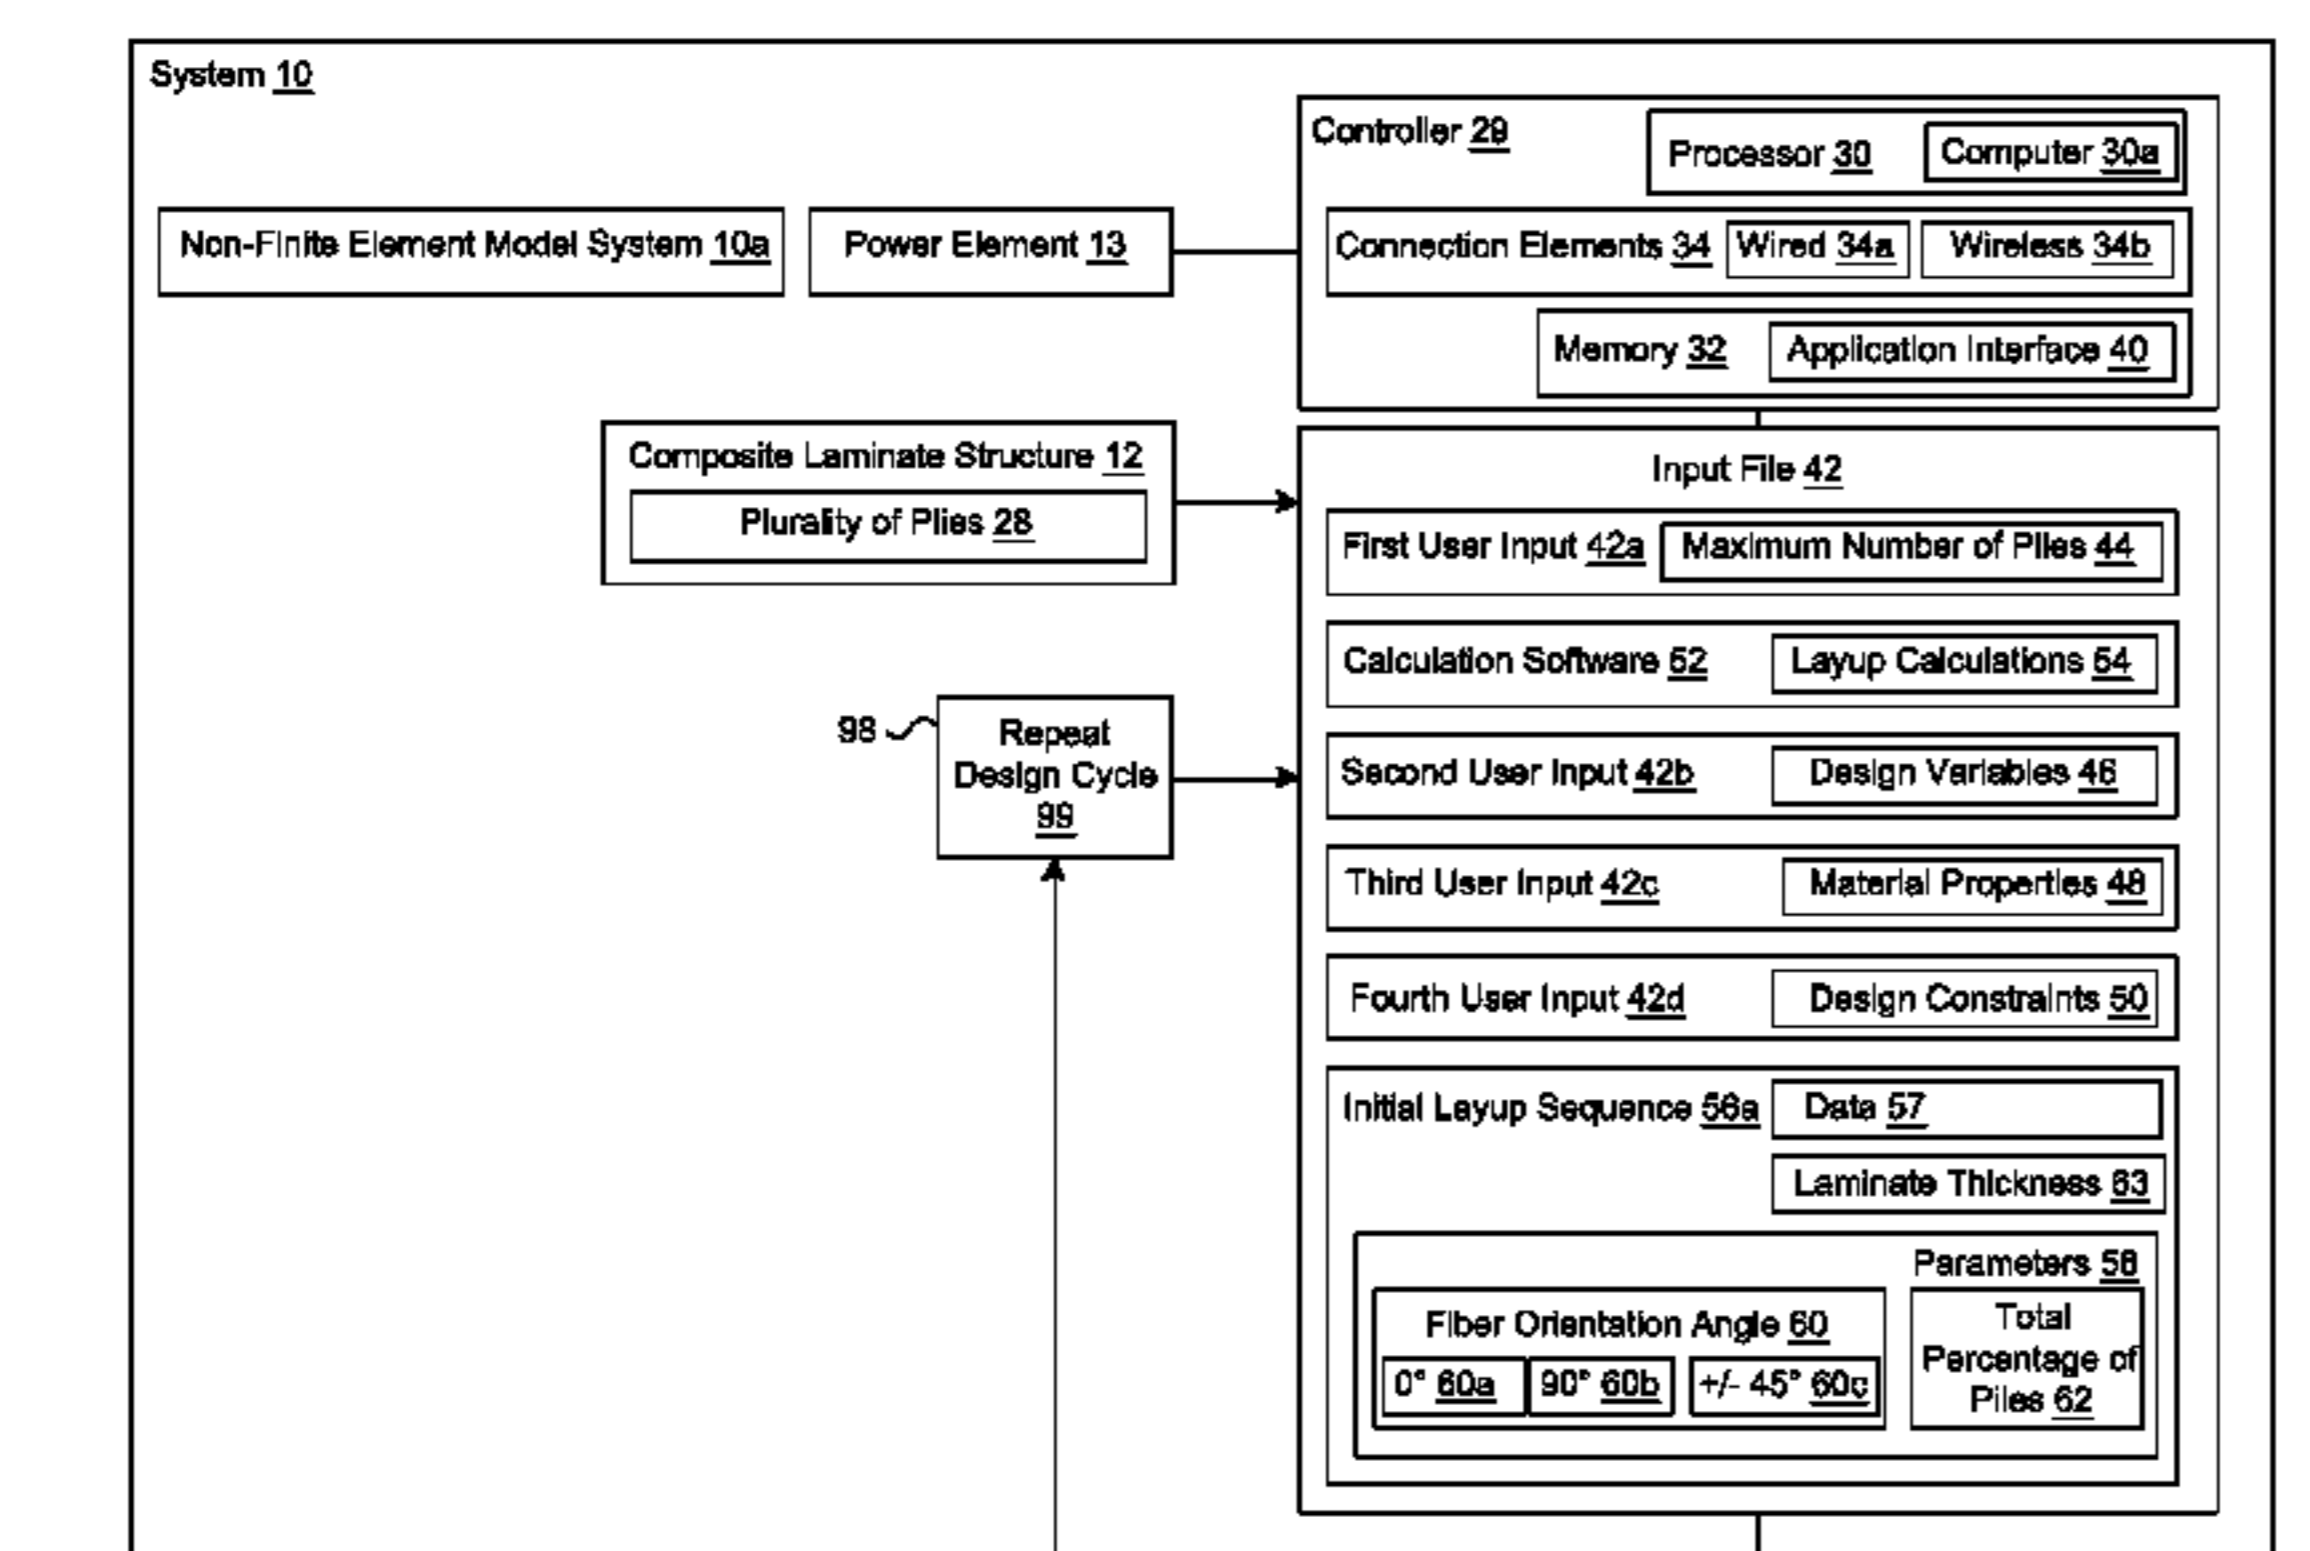 System 10
Controller 29
Processor 30
Computer 30a
Non-Finite Element Model System 10a
Power Element 13
Connection Elements 34
Wired 34a
Wireless 34b
Memory 32
Application Interface 40
Composite Laminate Structure 12
Plurality of Plies 28
Input File 42
First User Input 42a
Maximum Number of Plies 44
Calculation Software 52
Layup Calculations 54
98
Repeat
Design Cycle
99
Second User Input 42b
Design Variables 46
Third User Input 42c
Material Properties 48
Fourth User Input 42d
Design Constraints 50
Initial Layup Sequence 56a
Data 57
Laminate Thickness 63
Parameters 58
Fiber Orientation Angle 60
0° 60a
90° 60b
+/- 45° 60c
Total
Percentage of
Plies 62